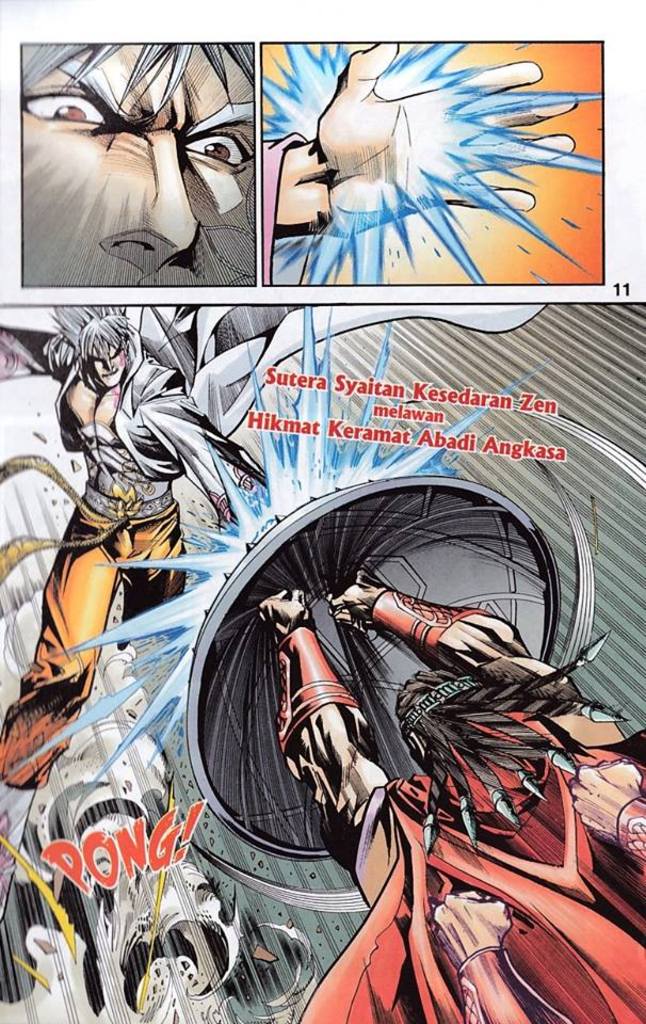 11
Sutera Syaitan Kesedaran Zen
melawan
Hikmat Keramat Abadi Angkasa
PONG!